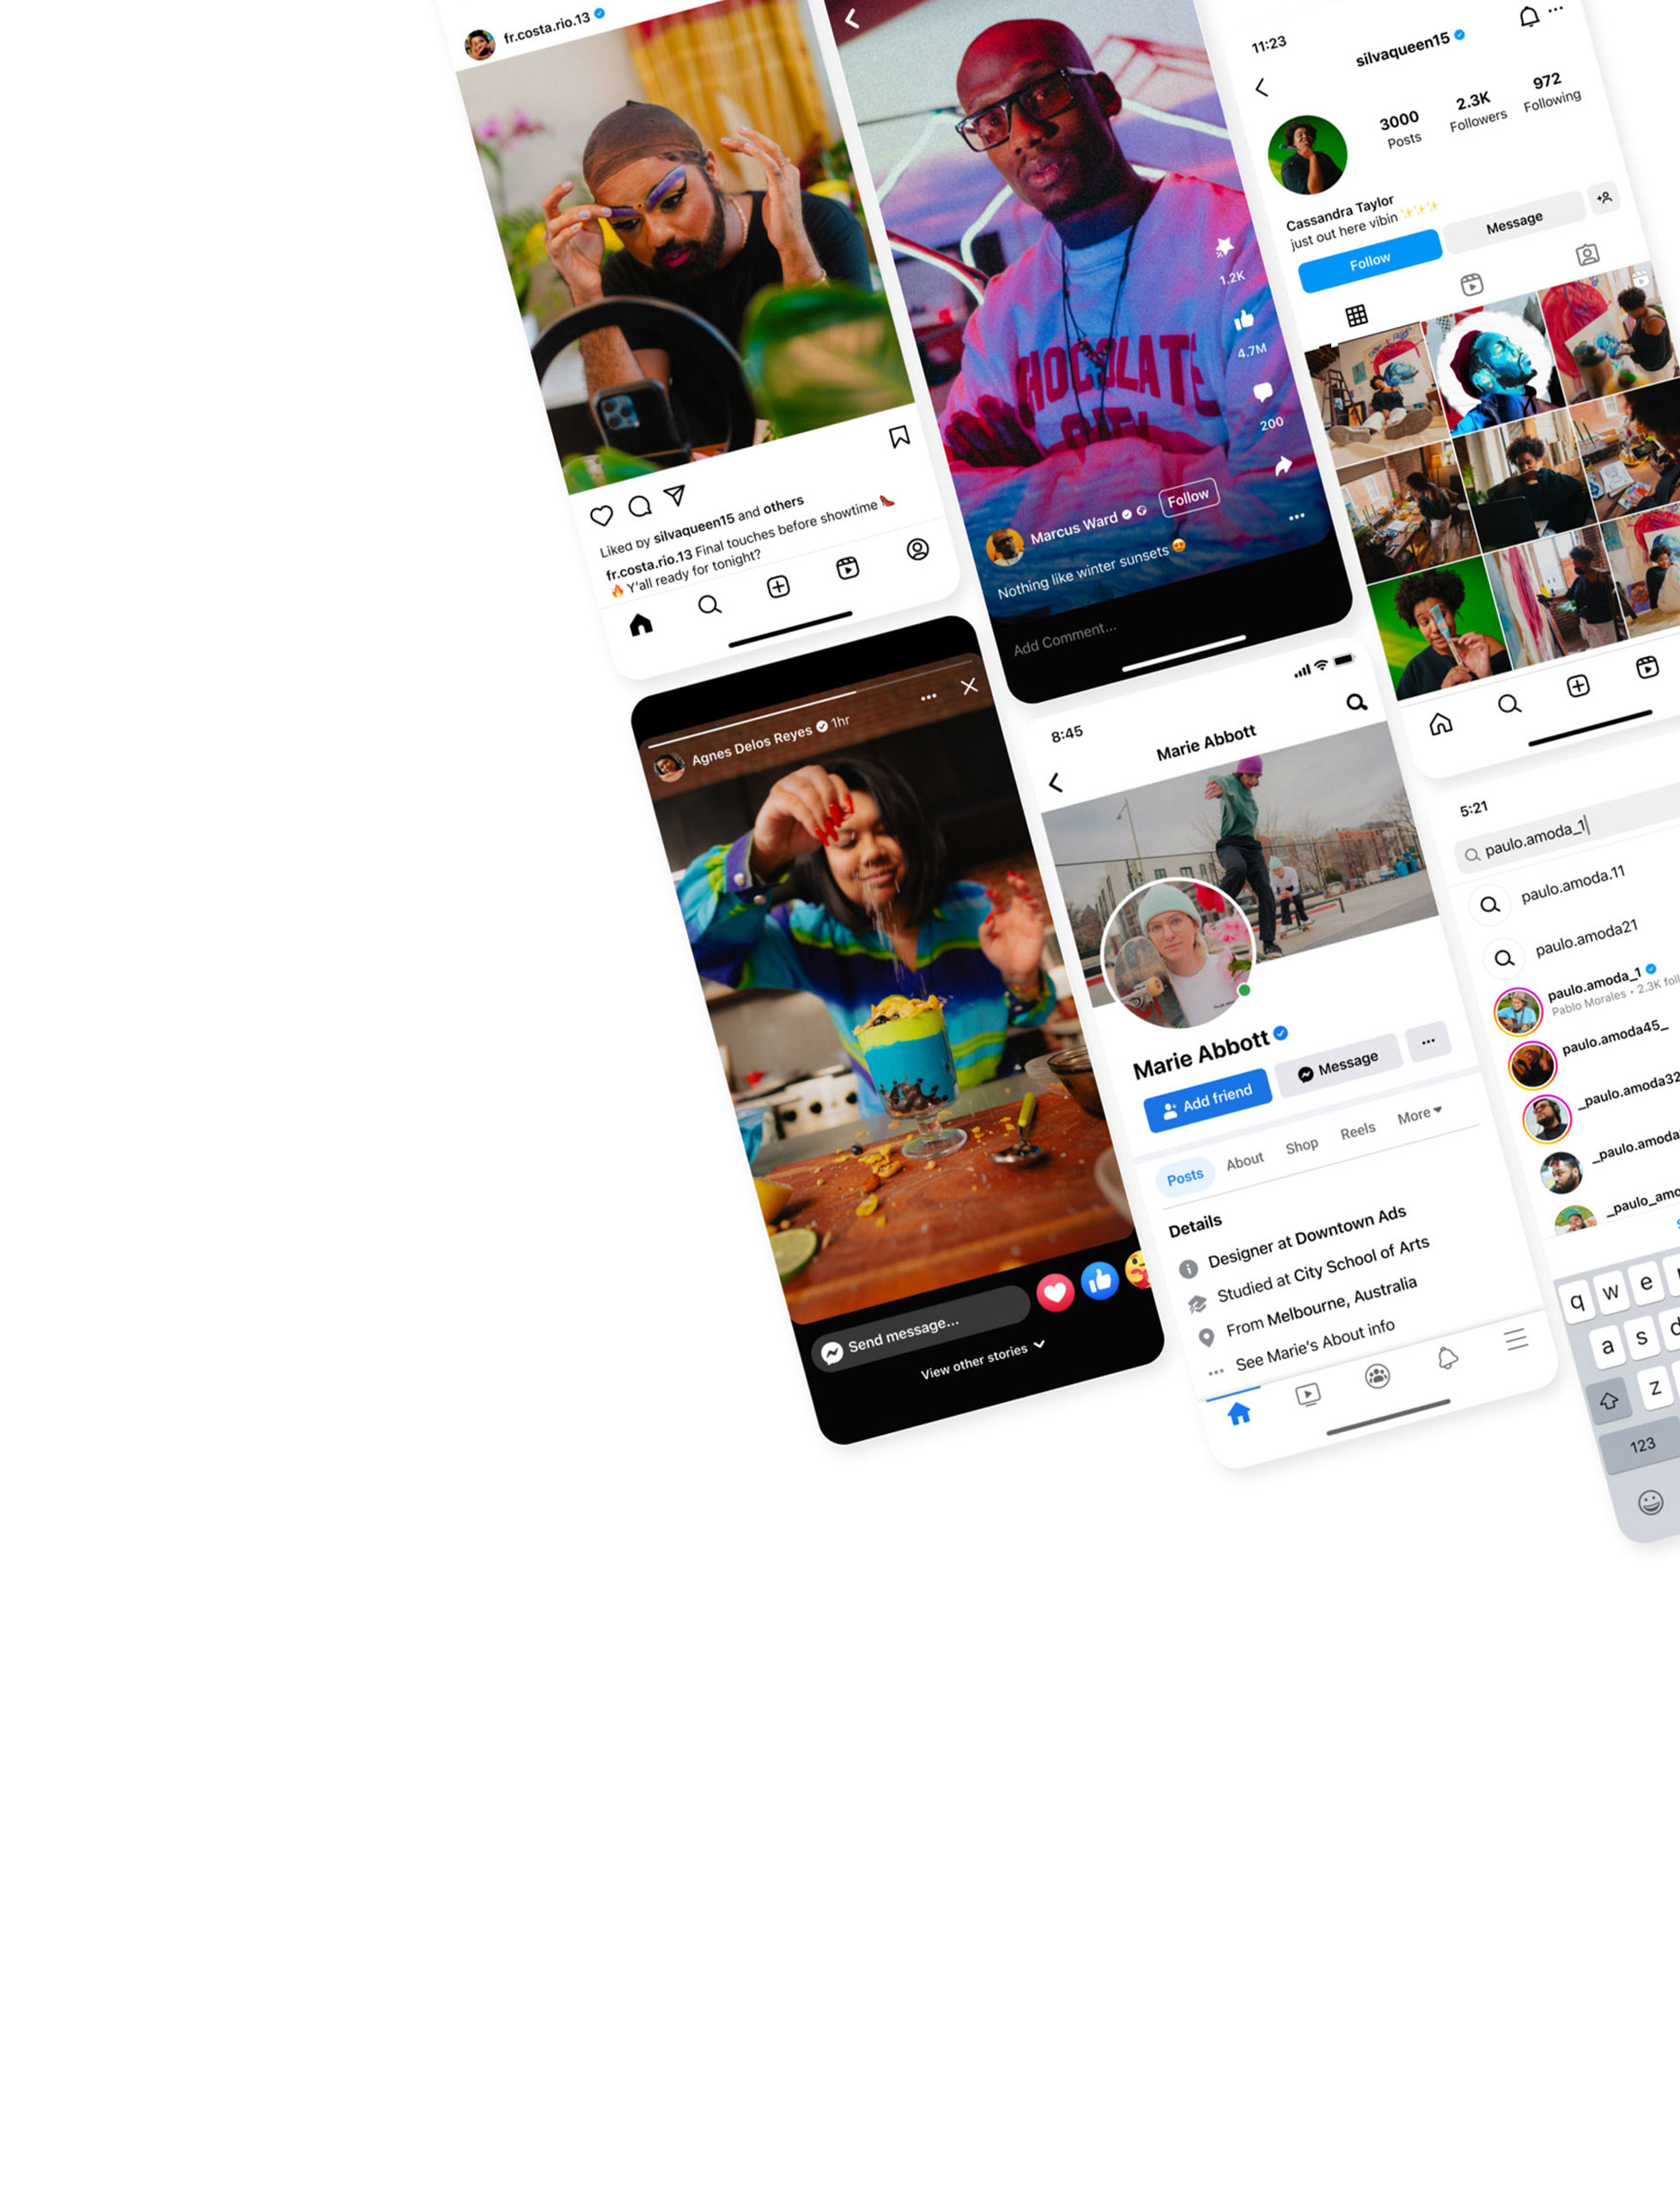 fr.costa.rio.13
Liked by silvaqueen15 and others
fr.costa.rio.13 Final touches before showtime 👠
🔥 Y'all ready for tonight?
CHOCOLATE
1.2K
4.7M
200
Marcus Ward
Follow
Nothing like winter sunsets 😍
Add Comment...
11:23
silvaqueen15
3000
Posts
2.3K
Followers
972
Following
Cassandra Taylor
just out here vibin ✨✨✨
Follow
Message
Agnes Delos Reyes 1hr
Send message...
View other stories
8:45
Marie Abbott
Marie Abbott
Add friend
Message
Posts
About
Shop
Reels
More
Details
Designer at Downtown Ads
Studied at City School of Arts
From Melbourne, Australia
See Marie's About info
5:21
paulo.amoda_1
paulo.amoda.11
paulo.amoda21
paulo.amoda_1
Pablo Morales • 2.3K foll
paulo.amoda45_
_paulo.amoda32
_paulo.amoda
_paulo_amo
q w e
a s d
z
123